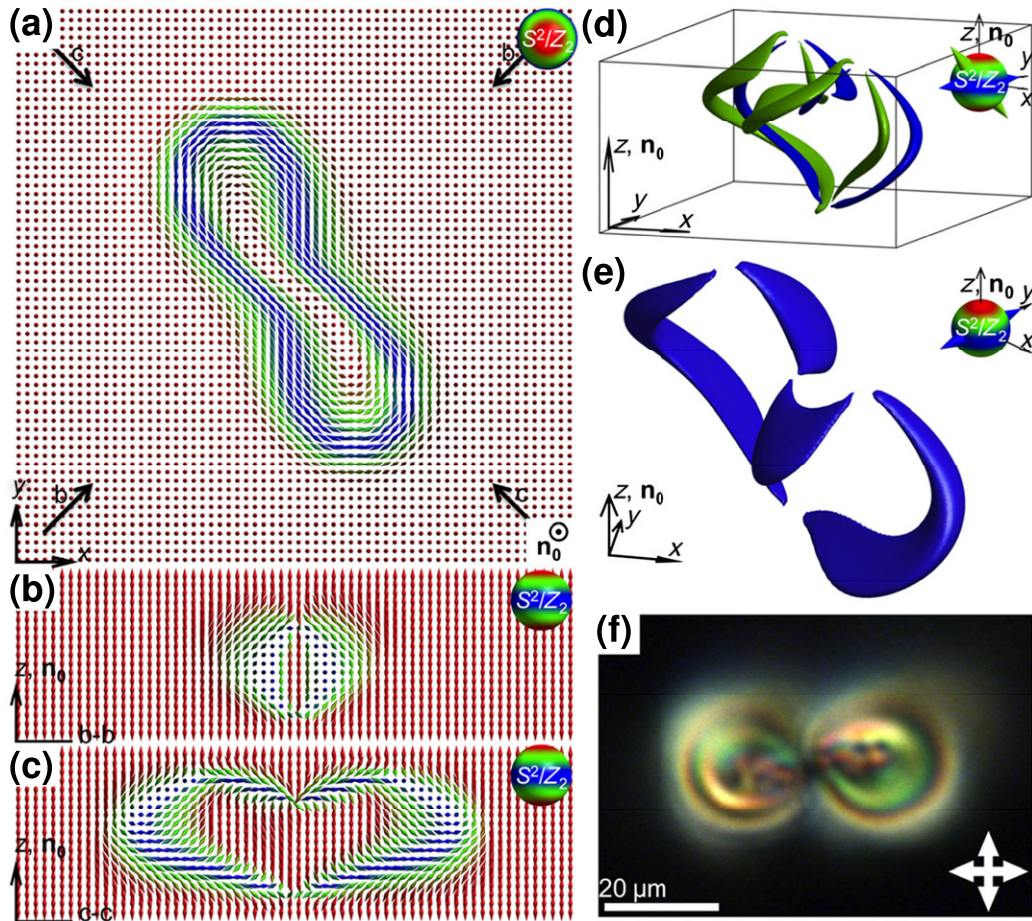 (a)
S²/Z₂
c
b
b
c
y
x
n₀
(b)
S²/Z₂
z, n₀
b-b
(c)
S²/Z₂
z, n₀
c-c
(d)
z, n₀
y
S²/Z₂
x
z, n₀
y
x
(e)
z, n₀
y
S²/Z₂
x
z, n₀
y
x
(f)
20 µm